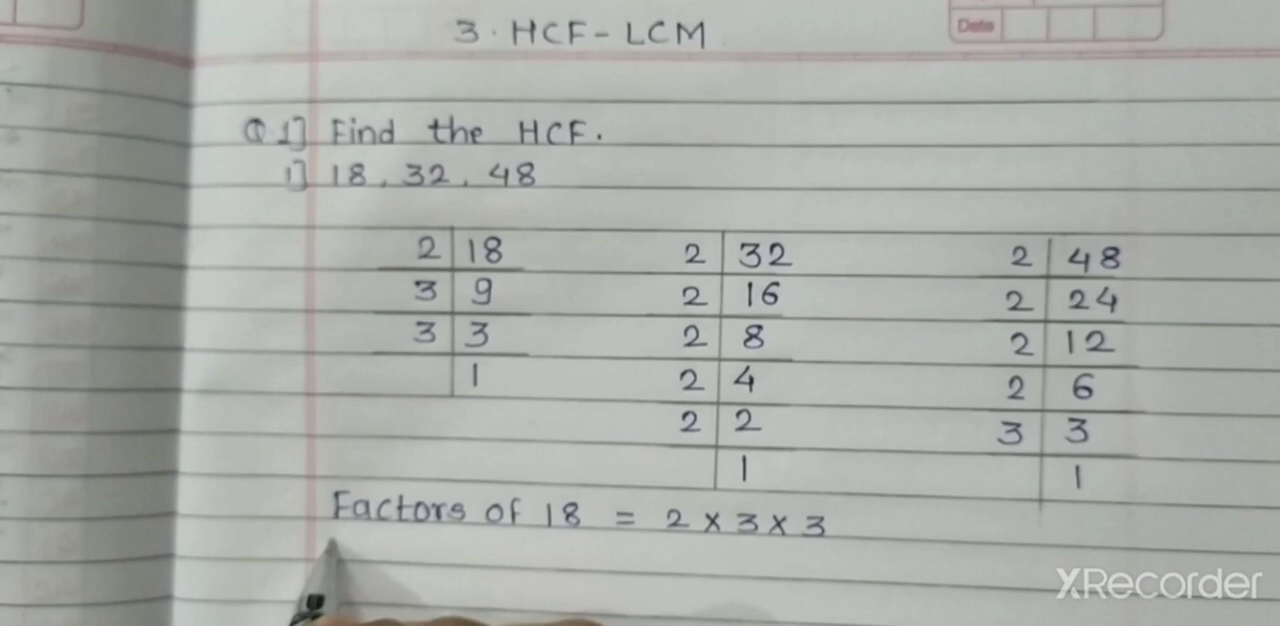 Date
3. HCF - LCM
Q.1] Find the HCF.
1] 18, 32, 48
2 18 2 32 2 48
3 9 2 16 2 24
3 3 2 8 2 12
1 2 4 2 6
2 2 3 3
1 1
Factors of 18 = 2 x 3 x 3
XRecorder